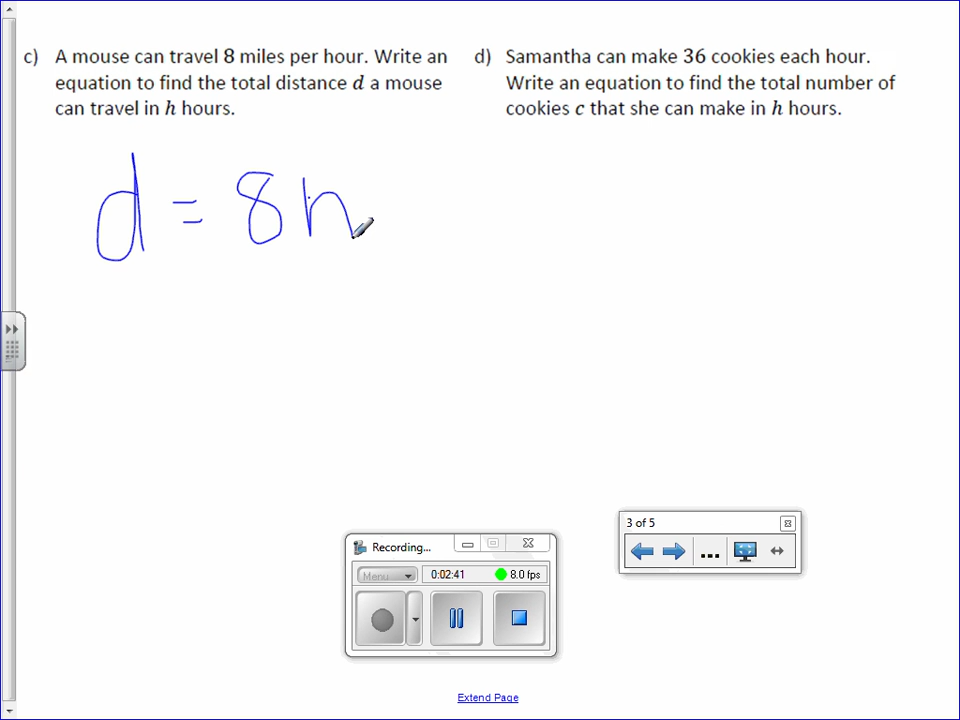 c) A mouse can travel 8 miles per hour. Write an
equation to find the total distance d a mouse
can travel in h hours.
d = 8h
d) Samantha can make 36 cookies each hour.
Write an equation to find the total number of
cookies c that she can make in h hours.
3 of 5
...
Recording...
Menu
0:02:41
8.0 fps
Extend Page